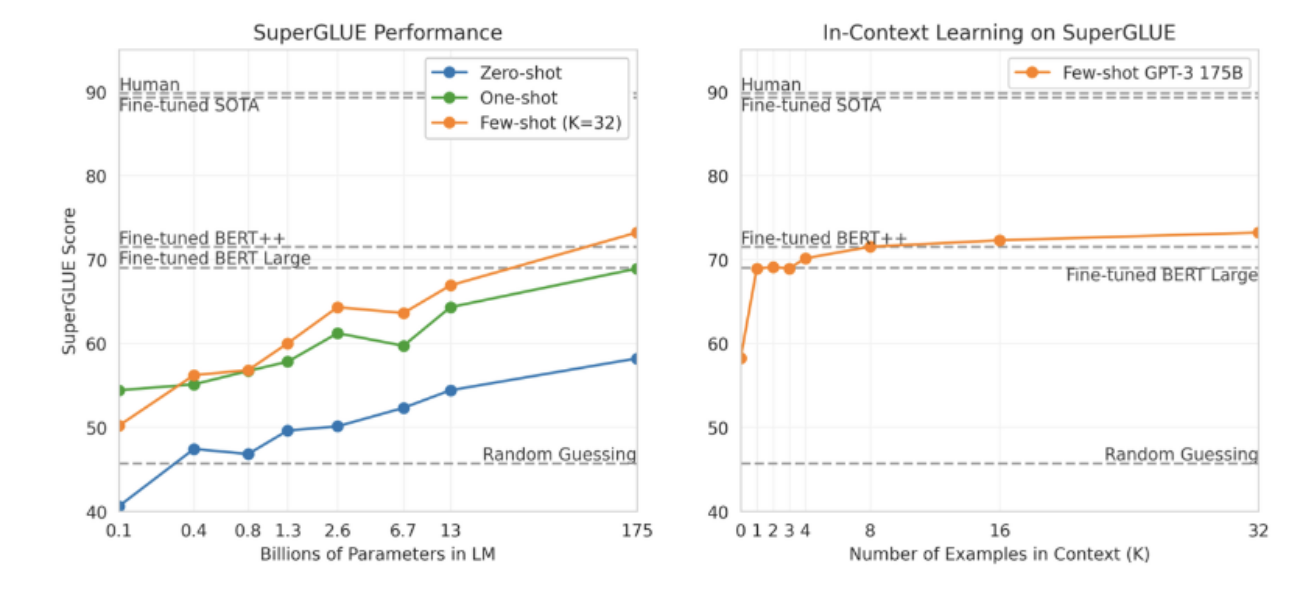 SuperGLUE Performance
Zero-shot
One-shot
Few-shot (K=32)
Human
Fine-tuned SOTA
Fine-tuned BERT++
Fine-tuned BERT Large
Random Guessing
SuperGLUE Score
90
80
70
60
50
40
0.1 0.4 0.8 1.3 2.6 6.7 13 175
Billions of Parameters in LM
In-Context Learning on SuperGLUE
Few-shot GPT-3 175B
Human
Fine-tuned SOTA
Fine-tuned BERT++
Fine-tuned BERT Large
Random Guessing
90
80
70
60
50
40
0 1 2 3 4 8 16 32
Number of Examples in Context (K)